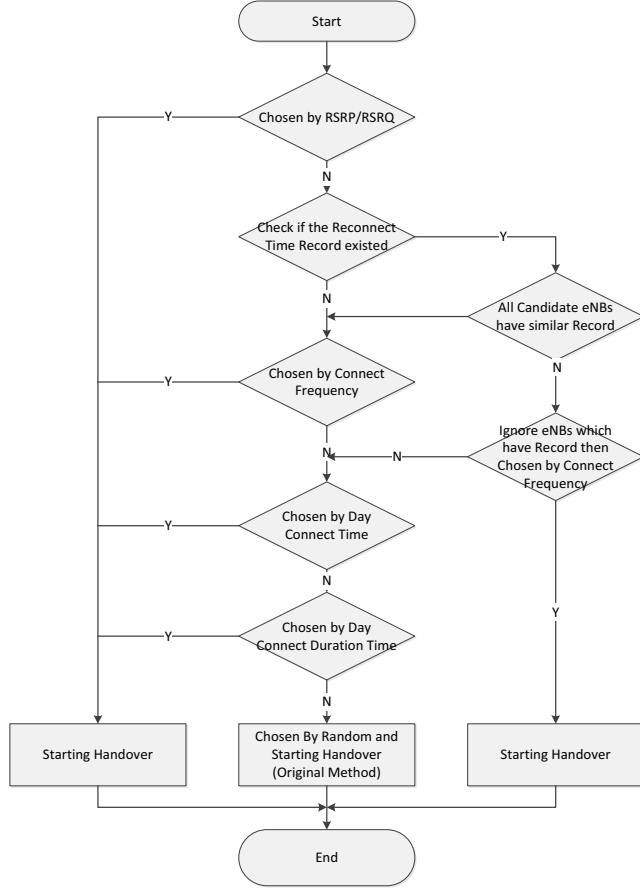 Start
Chosen by RSRP/RSRQ
Y
N
Check if the Reconnect
Time Record existed
Y
N
All Candidate eNBs
have similar Record
N
Chosen by Connect
Frequency
Y
N
Ignore eNBs which
have Record then
Chosen by Connect
Frequency
N
Y
Chosen by Day
Connect Time
Y
N
Chosen by Day
Connect Duration Time
Y
N
Starting Handover
Chosen By Random and
Starting Handover
(Original Method)
Starting Handover
End